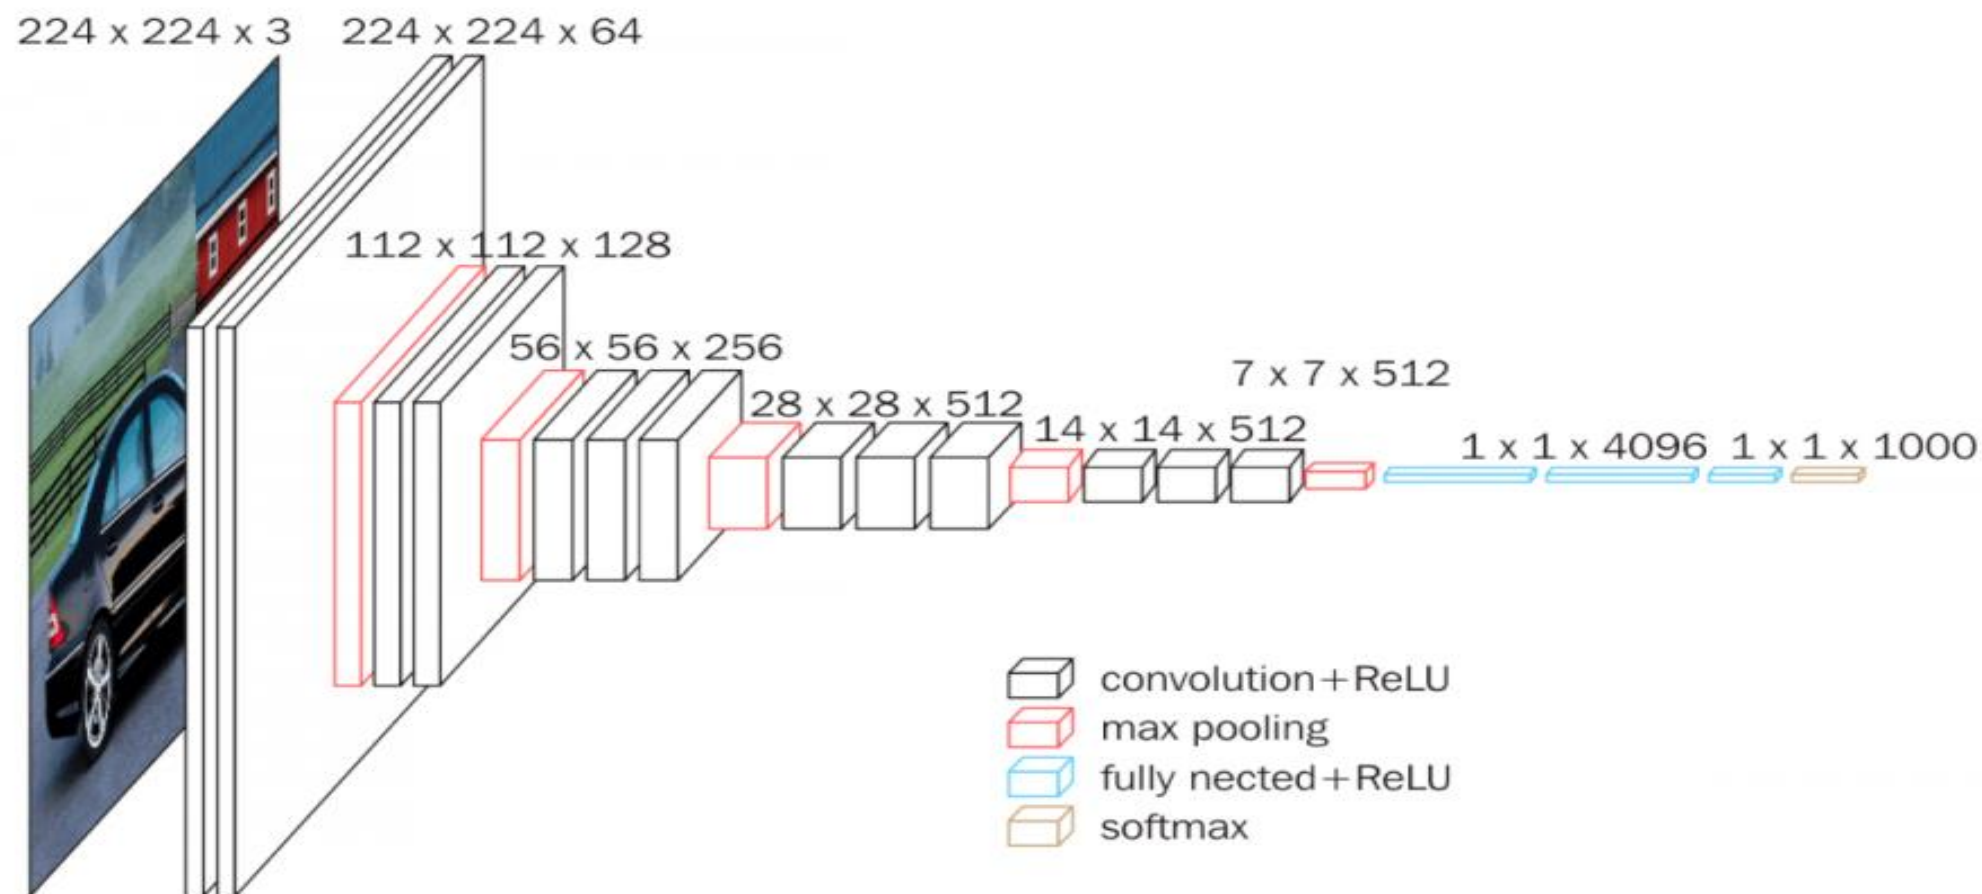 224 x 224 x 3
224 x 224 x 64
112 x 112 x 128
56 x 56 x 256
28 x 28 x 512
14 x 14 x 512
7 x 7 x 512
1 x 1 x 4096
1 x 1 x 1000
convolution+ReLU
max pooling
fully nected+ReLU
softmax